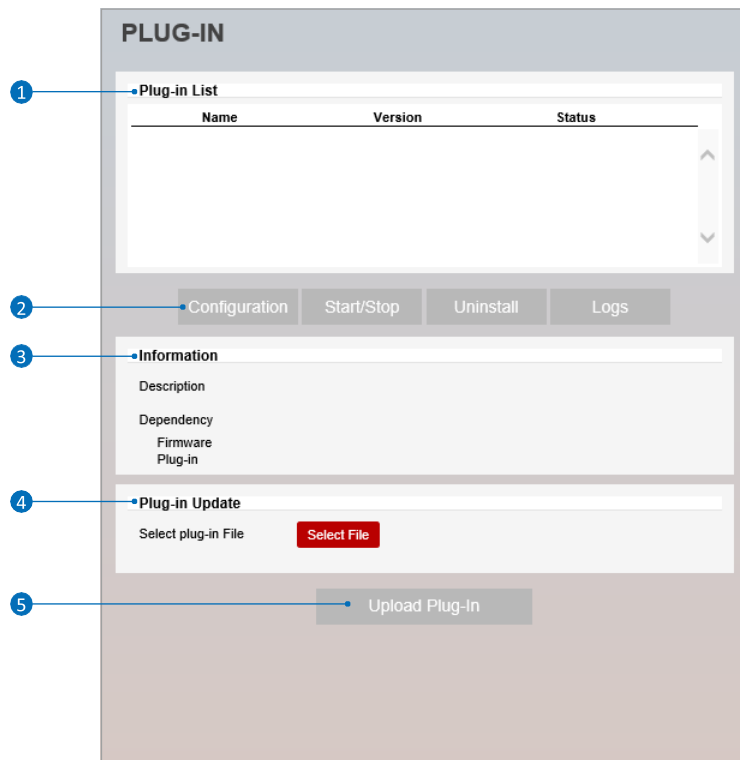 PLUG-IN
1 Plug-in List
Name Version Status
2 Configuration Start/Stop Uninstall Logs
3 Information
Description
Dependency
Firmware
Plug-in
4 Plug-in Update
Select plug-in File Select File
5 Upload Plug-In